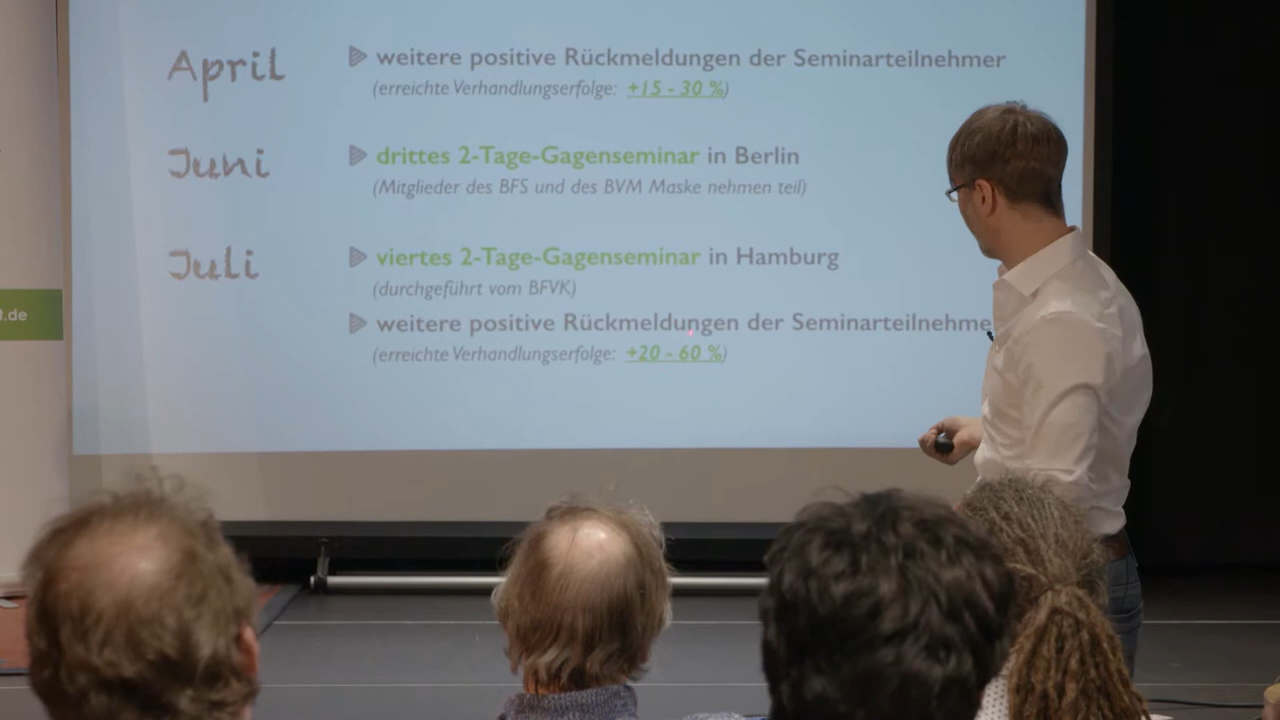 April
weitere positive Rückmeldungen der Seminarteilnehmer
(erreichte Verhandlungserfolge: +15 - 30 %)
Juni
drittes 2-Tage-Gagenseminar in Berlin
(Mitglieder des BFS und des BVM Maske nehmen teil)
Juli
viertes 2-Tage-Gagenseminar in Hamburg
(durchgeführt vom BFVK)
weitere positive Rückmeldungen der Seminarteilnehme
(erreichte Verhandlungserfolge: +20 - 60 %)
.de